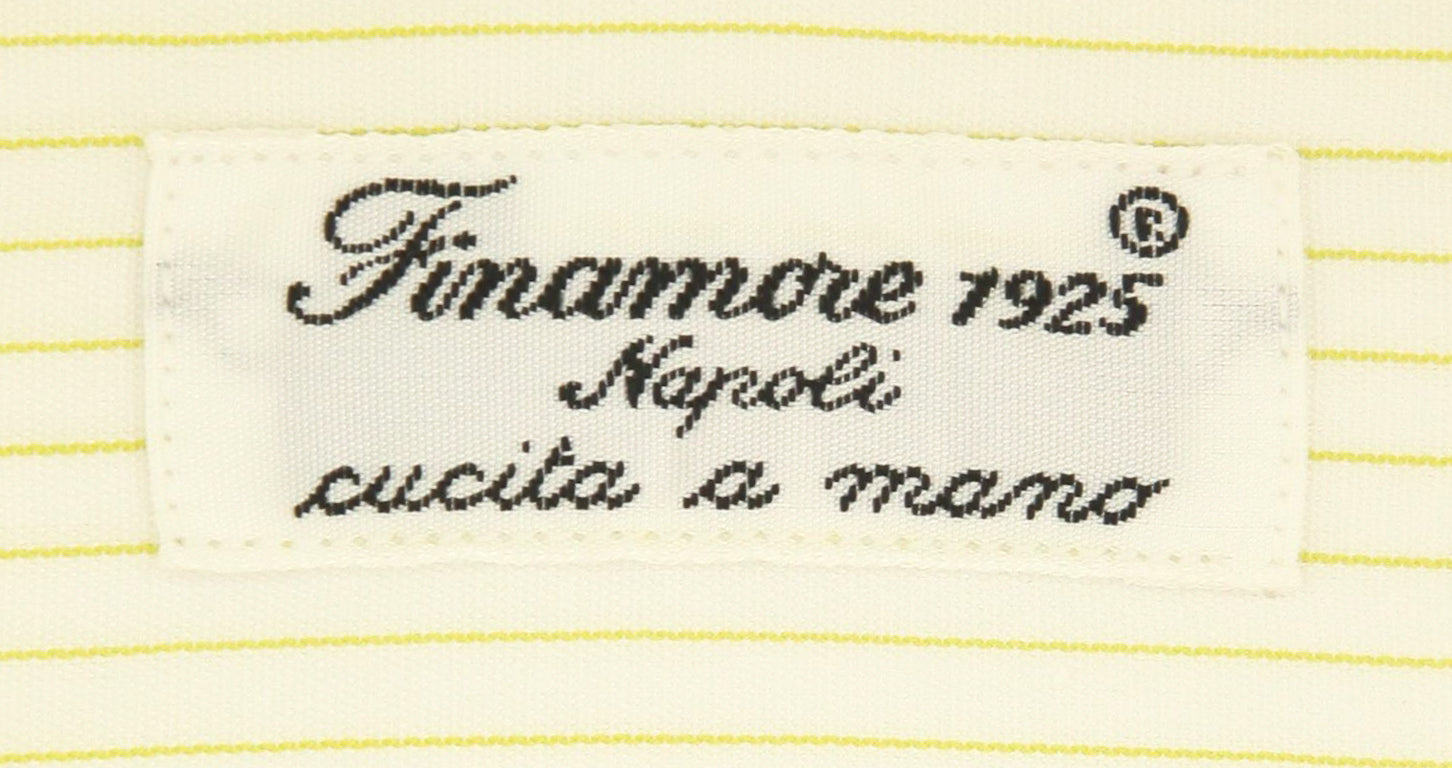 Finamore 1925®
Napoli
cucita a mano